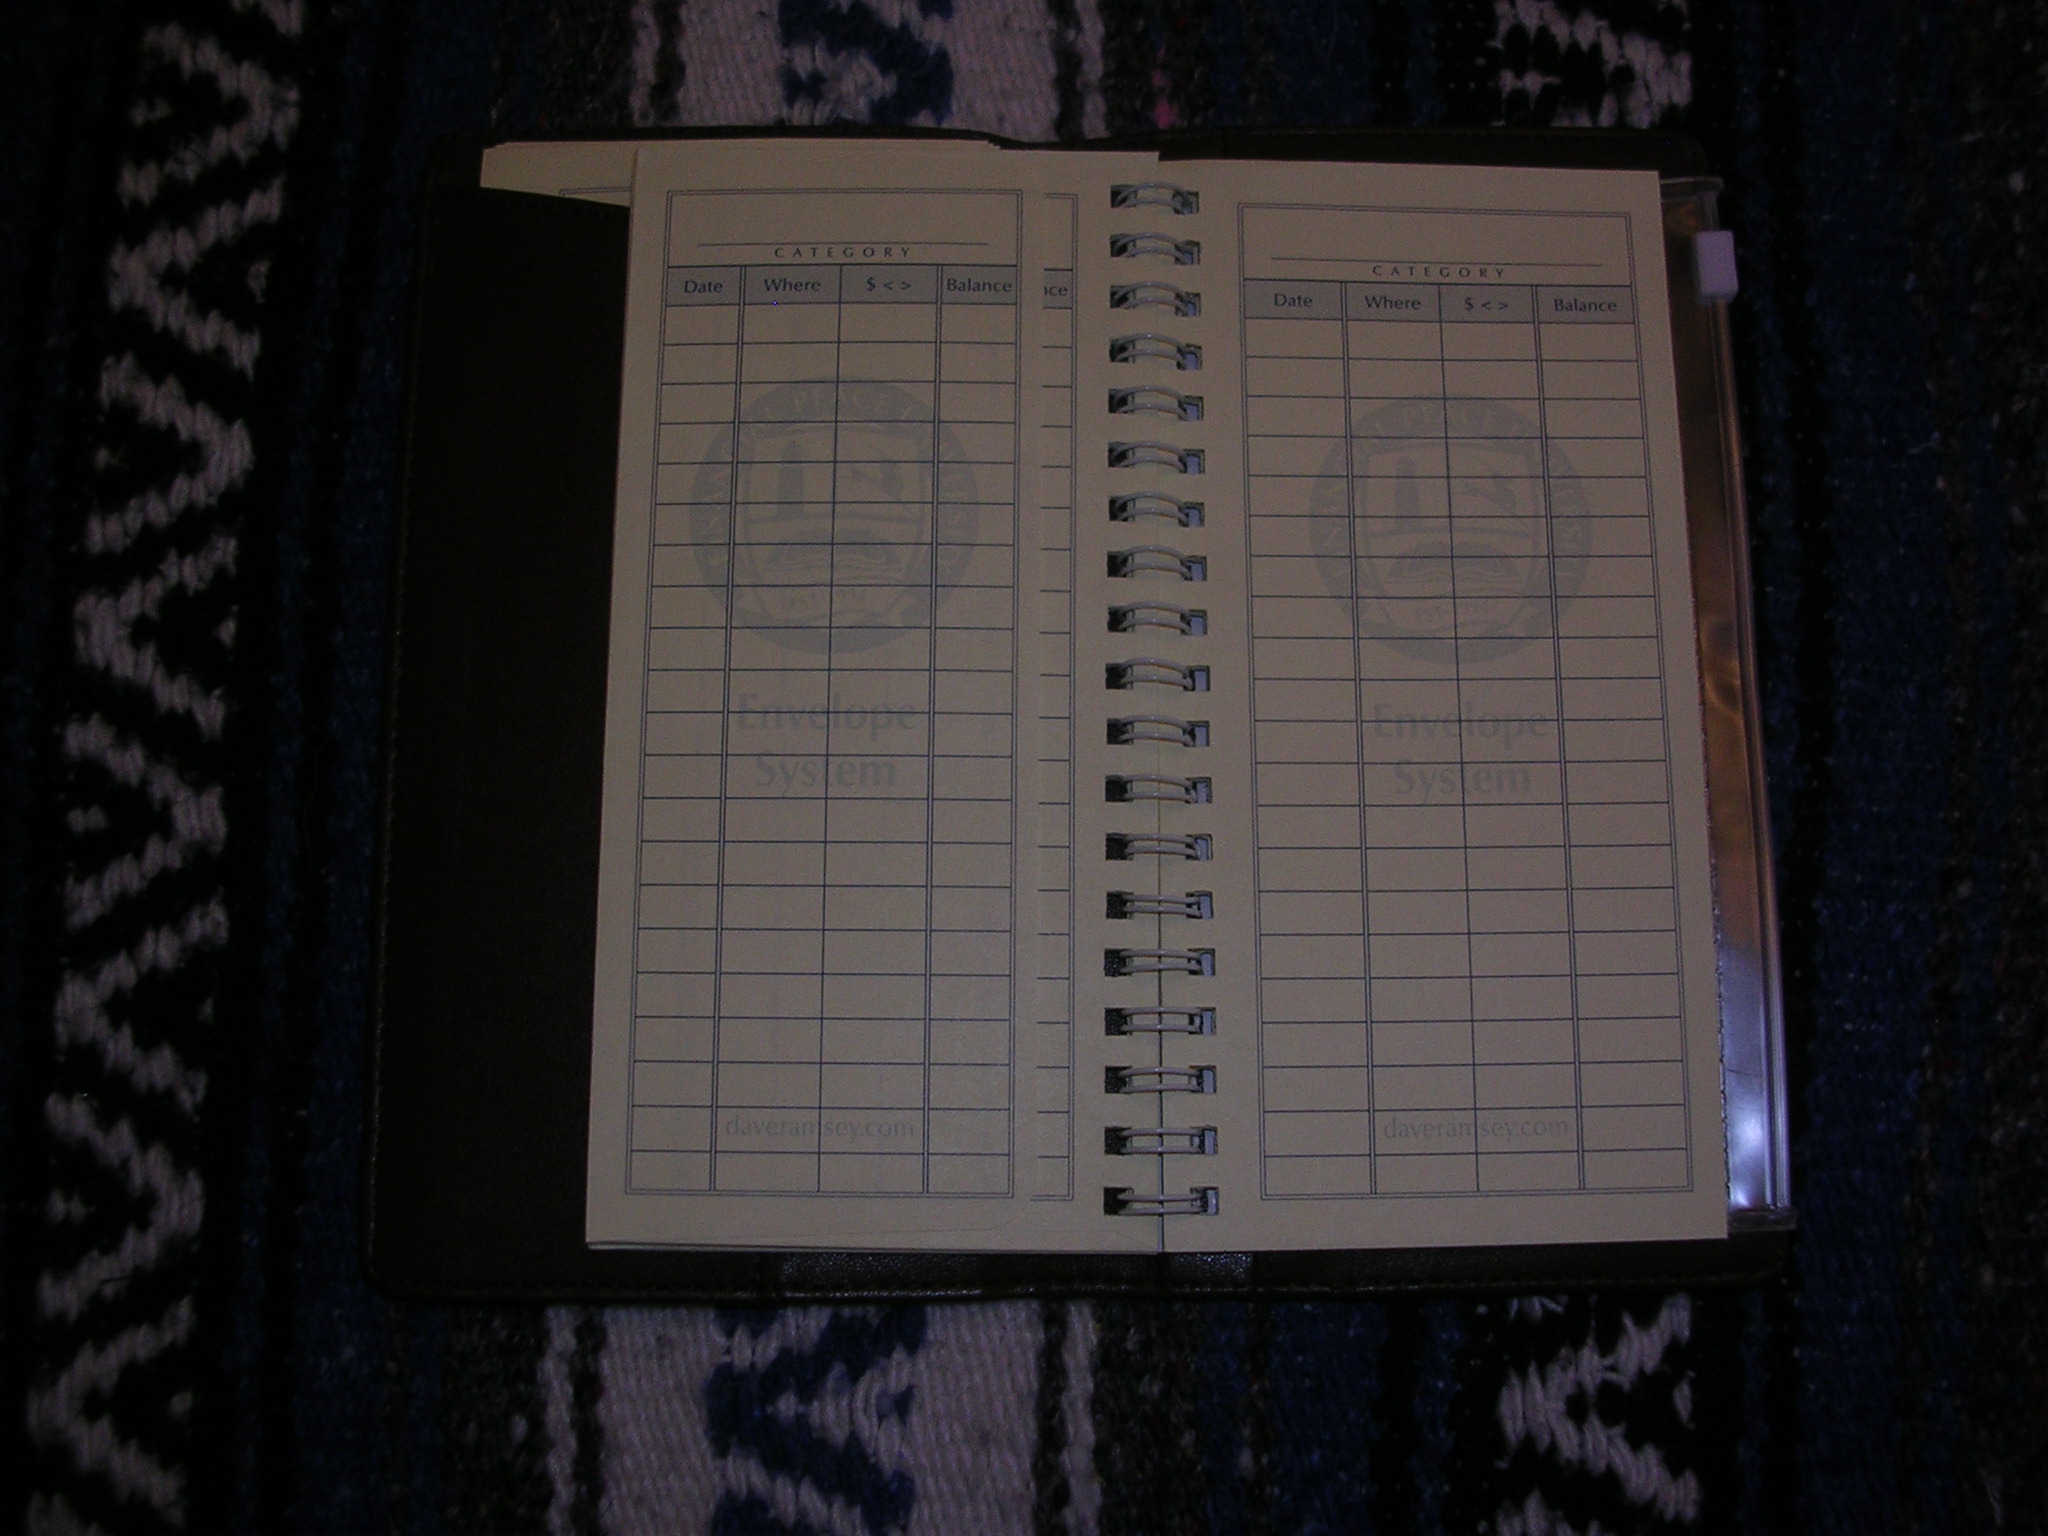 CATEGORY
Date Where $ < > Balance
nce
Envelope
System
daveramsey.com
CATEGORY
Date Where $ < > Balance
Envelope
System
daveramsey.com